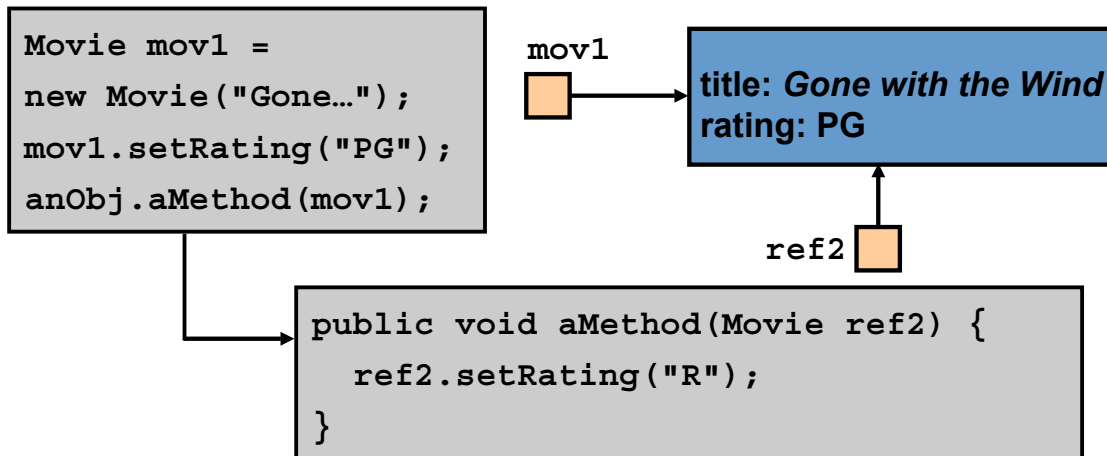 Movie mov1 =
new Movie("Gone…");
mov1.setRating("PG");
anObj.aMethod(mov1);
mov1
title: Gone with the Wind
rating: PG
ref2
public void aMethod(Movie ref2) {
ref2.setRating("R");
}